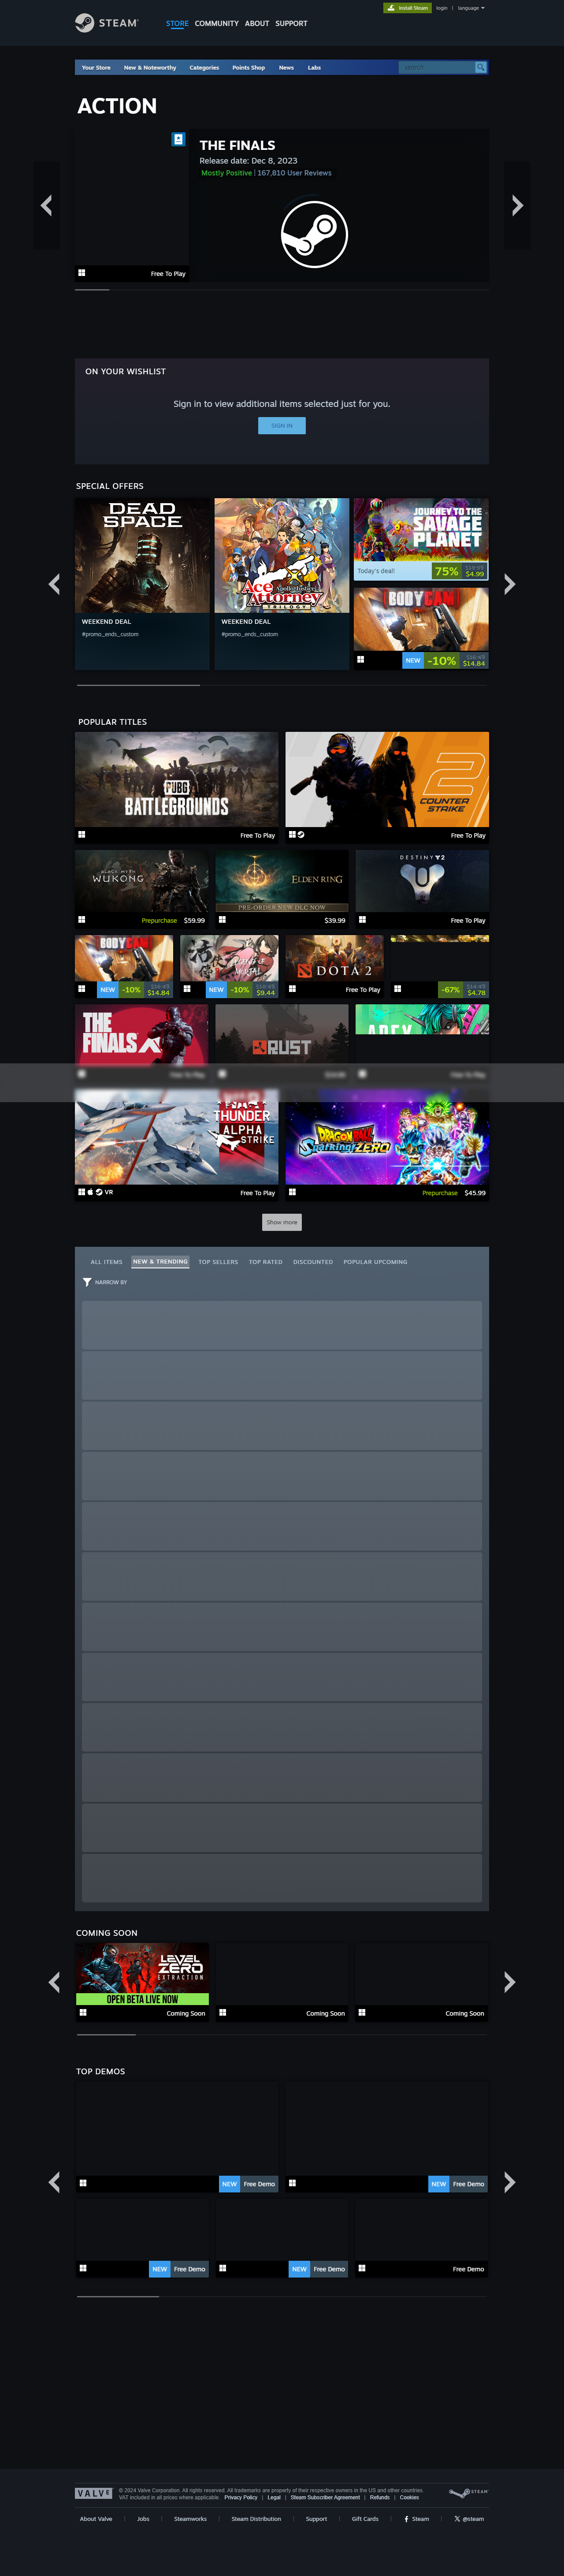 Install Steam login | language
STEAM®
STORE COMMUNITY ABOUT SUPPORT
Your Store New & Noteworthy Categories Points Shop News Labs search
ACTION
THE FINALS
Release date: Dec 8, 2023
Mostly Positive | 167,810 User Reviews
Free To Play
ON YOUR WISHLIST
Sign in to view additional items selected just for you.
SIGN IN
SPECIAL OFFERS
DEAD SPACE
Apollo Justice
Ace Attorney
TRILOGY
JOURNEY TO THE SAVAGE PLANET
Today's deal! 75% $4.99
WEEKEND DEAL
#promo_ends_custom
WEEKEND DEAL
#promo_ends_custom
BODYCAM
NEW -10% $16.49 $14.84
POPULAR TITLES
PUBG
BATTLEGROUNDS
Free To Play
2
COUNTER STRIKE
Free To Play
BLACK MYTH
WUKONG
Prepurchase $59.99
ELDEN RING
PRE-ORDER NEW DLC NOW
$39.99
DESTINY 2
Free To Play
BODYCAM
NEW -10% $16.49 $14.84
NEW -10% $9.44
DOTA 2
Free To Play
-67% $4.78
THE FINALS
Free To Play
RUST
APEX
THUNDER
ALPHA STRIKE
VR Free To Play
DRAGON BALL
Sparking! ZERO
Prepurchase $45.99
Show more
ALL ITEMS NEW & TRENDING TOP SELLERS TOP RATED DISCOUNTED POPULAR UPCOMING
NARROW BY
COMING SOON
LEVEL ZERO
EXTRACTION
OPEN BETA LIVE NOW
Coming Soon
Coming Soon
Coming Soon
TOP DEMOS
NEW Free Demo
NEW Free Demo
NEW Free Demo
NEW Free Demo
Free Demo
VALVE
© 2024 Valve Corporation. All rights reserved. All trademarks are property of their respective owners in the US and other countries.
VAT included in all prices where applicable. Privacy Policy | Legal | Steam Subscriber Agreement | Refunds | Cookies
STEAM
About Valve | Jobs | Steamworks | Steam Distribution | Support | Gift Cards | Steam | @steam